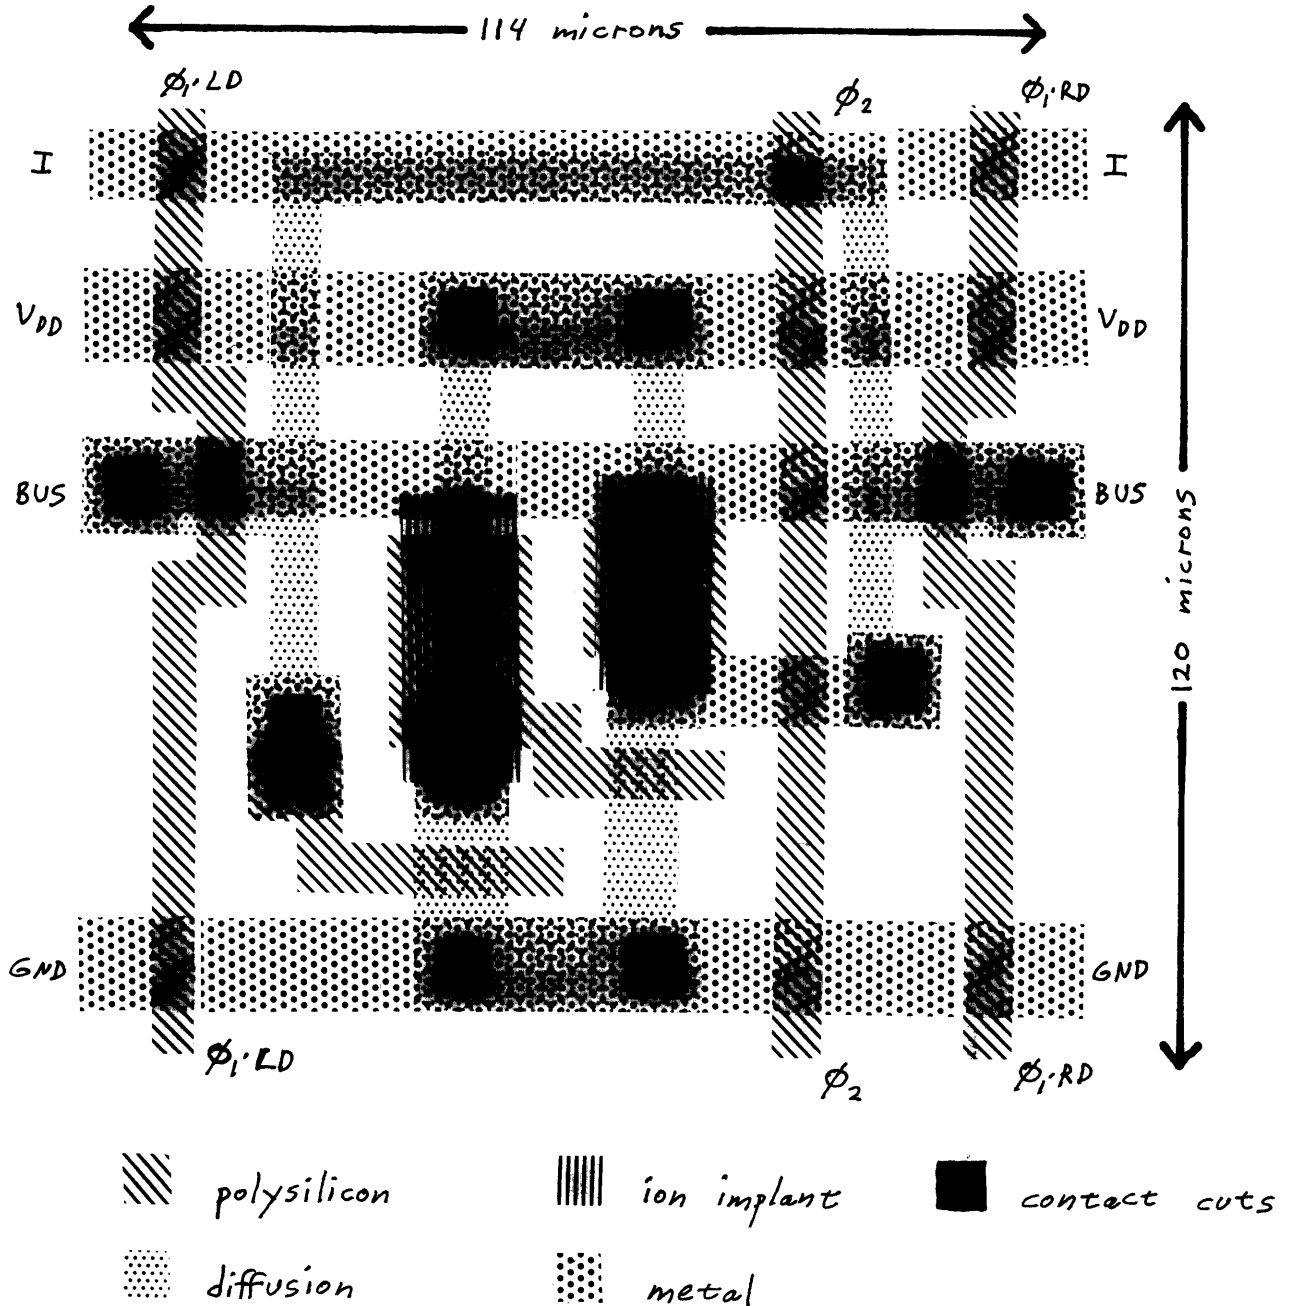 114 microns
ϕ₁·LD
ϕ₂
ϕ₁·RD
I
I
VDD
VDD
BUS
BUS
120 microns
GND
GND
ϕ₁·LD
ϕ₂
ϕ₁·RD
polysilicon
ion implant
contact cuts
diffusion
metal